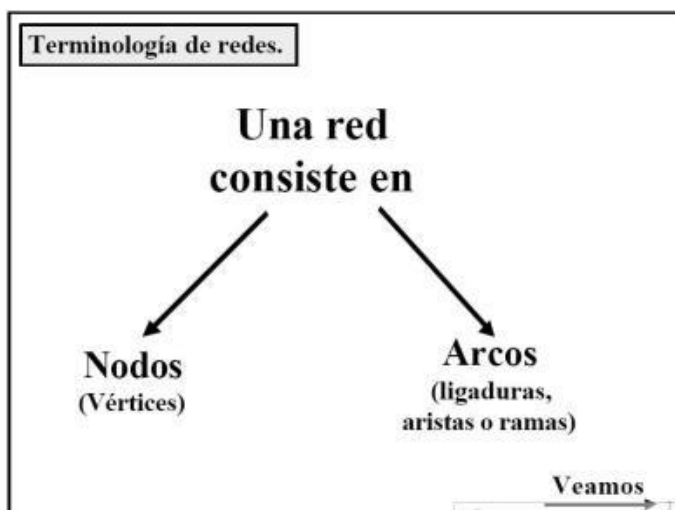 Terminología de redes.
Una red
consiste en
Nodos
(Vértices)
Arcos
(ligaduras,
aristas o ramas)
Veamos